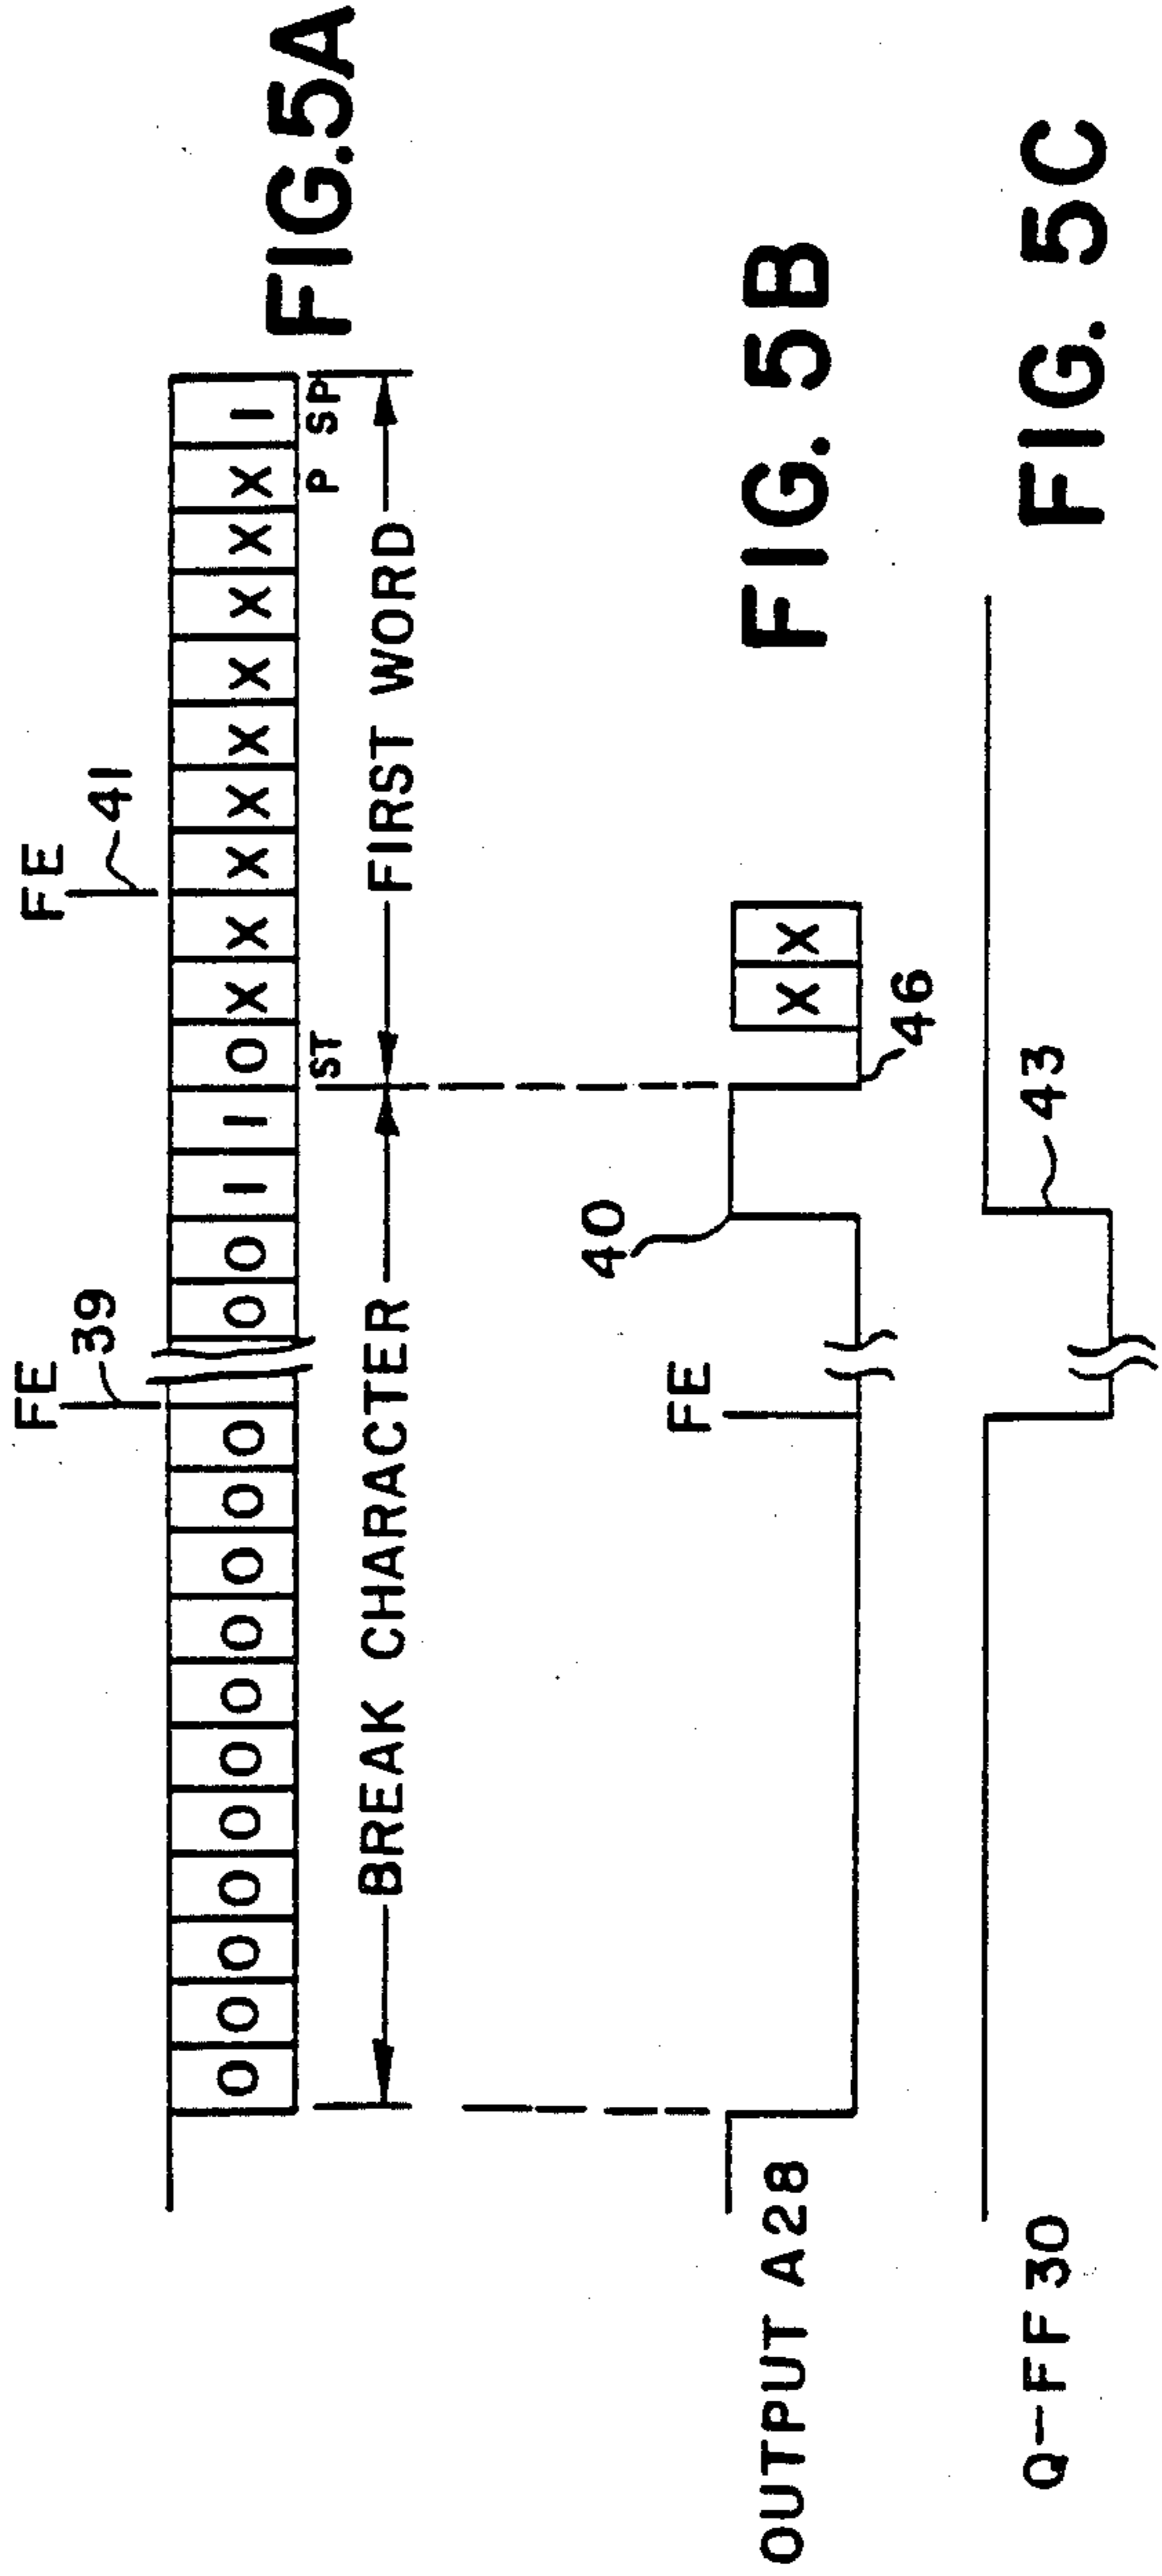 FE 39 FE 41
0 0 0 0 0 0 0 0 0 0 0 0 0 1 1 0 X X X X X X X X X 1
ST P SP
BREAK CHARACTER FIRST WORD
FIG.5A
FE 40
X X
OUTPUT A28
46
FIG. 5B
43
Q-FF 30
FIG. 5C